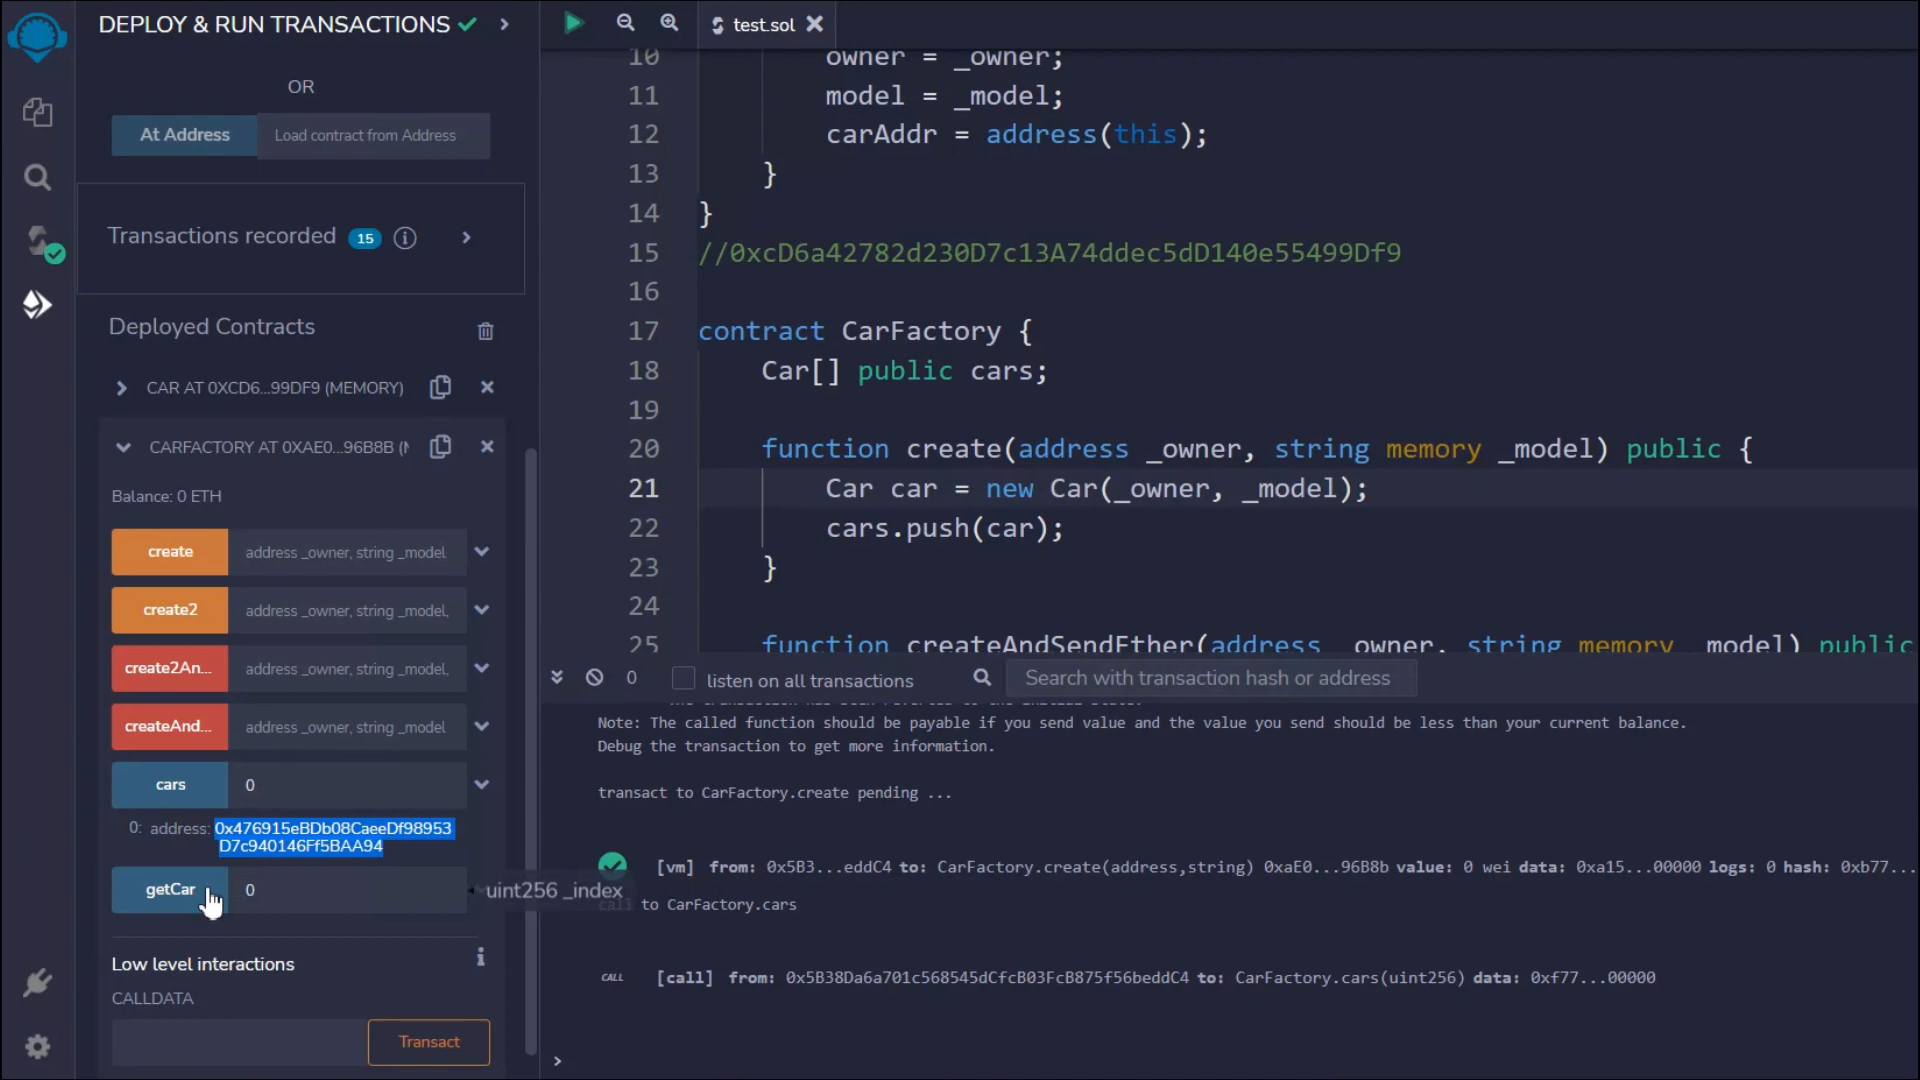 DEPLOY & RUN TRANSACTIONS
OR
At Address
Load contract from Address
Transactions recorded 15
Deployed Contracts
CAR AT 0XCD6...99DF9 (MEMORY)
CARFACTORY AT 0XAE0...96B8B (
Balance: 0 ETH
create
address _owner, string _model
create2
address _owner, string _model,
create2An...
address _owner, string _model,
createAnd...
address _owner, string _model
cars
0
0: address: 0x476915eBDb08CaeeDf98953
D7c940146Ff5BAA94
getCar
0
uint256 _index
Low level interactions
CALLDATA
Transact
test.sol
10 owner = _owner;
11 model = _model;
12 carAddr = address(this);
13 }
14 }
15 //0xcD6a42782d230D7c13A74ddec5dD140e55499Df9
16
17 contract CarFactory {
18 Car[] public cars;
19
20 function create(address _owner, string memory _model) public {
21 Car car = new Car(_owner, _model);
22 cars.push(car);
23 }
24
25 function createAndSendEther(address _owner, string memory _model) public
0
listen on all transactions
Search with transaction hash or address
Note: The called function should be payable if you send value and the value you send should be less than your current balance.
Debug the transaction to get more information.
transact to CarFactory.create pending ...
[vm] from: 0x5B3...eddC4 to: CarFactory.create(address,string) 0xaE0...96B8b value: 0 wei data: 0xa15...00000 logs: 0 hash: 0xb77...
to CarFactory.cars
CALL [call] from: 0x5B38Da6a701c568545dCfcB03FcB875f56beddC4 to: CarFactory.cars(uint256) data: 0xf77...00000
>